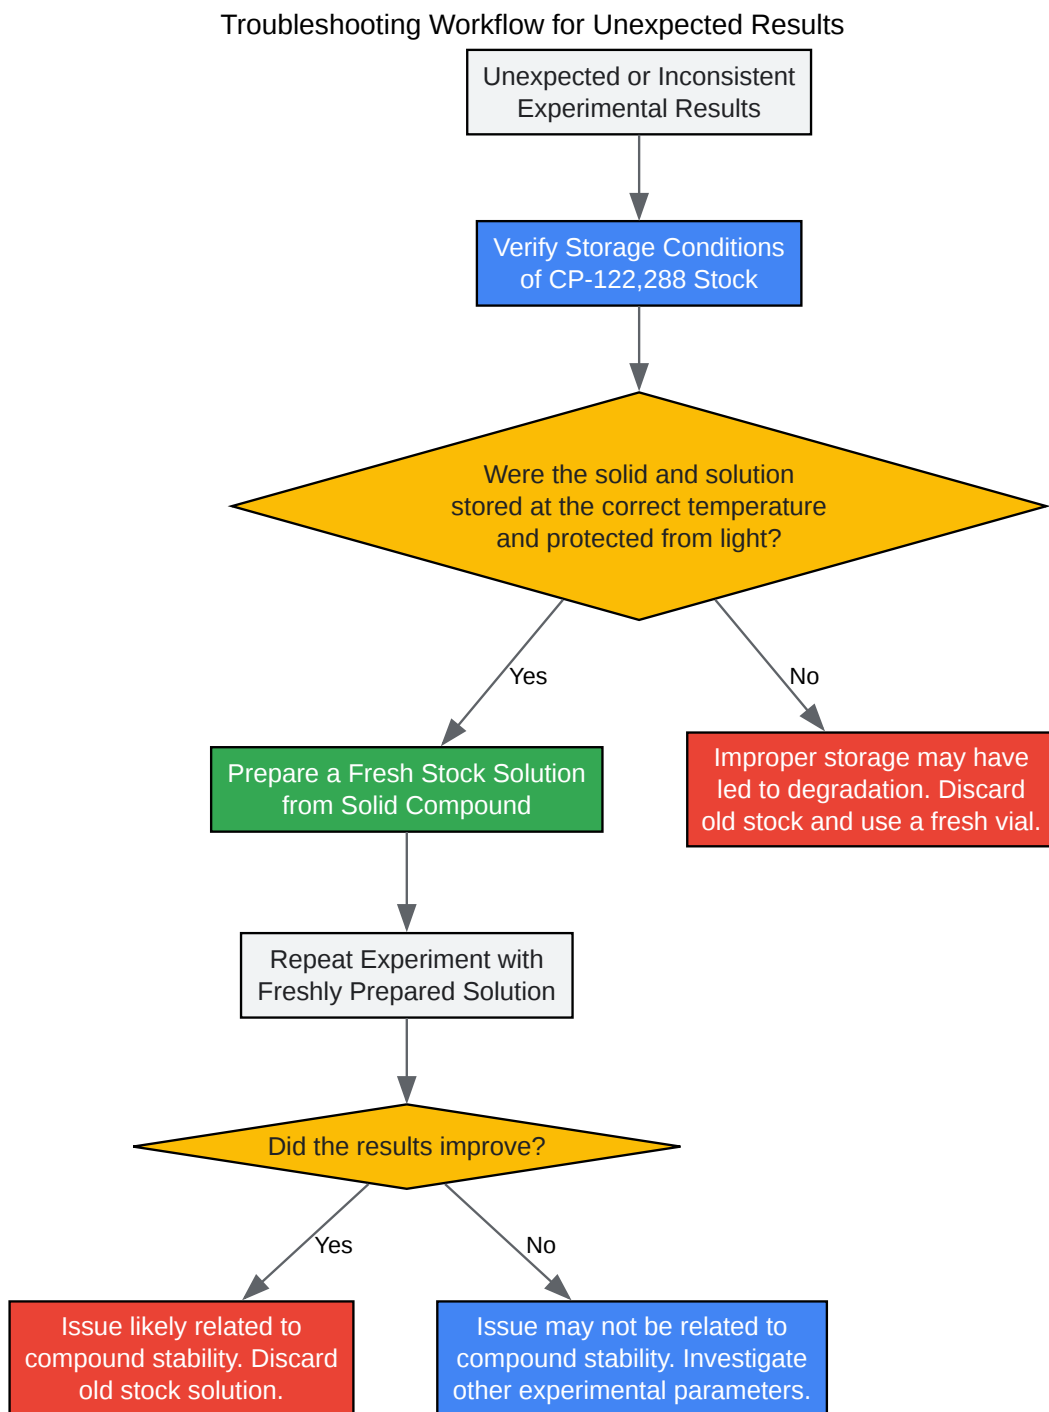 Troubleshooting Workflow for Unexpected Results
Unexpected or Inconsistent
Experimental Results
Verify Storage Conditions
of CP-122,288 Stock
Were the solid and solution
stored at the correct temperature
and protected from light?
Yes
No
Prepare a Fresh Stock Solution
from Solid Compound
Improper storage may have
led to degradation. Discard
old stock and use a fresh vial.
Repeat Experiment with
Freshly Prepared Solution
Did the results improve?
Yes
No
Issue likely related to
compound stability. Discard
old stock solution.
Issue may not be related to
compound stability. Investigate
other experimental parameters.